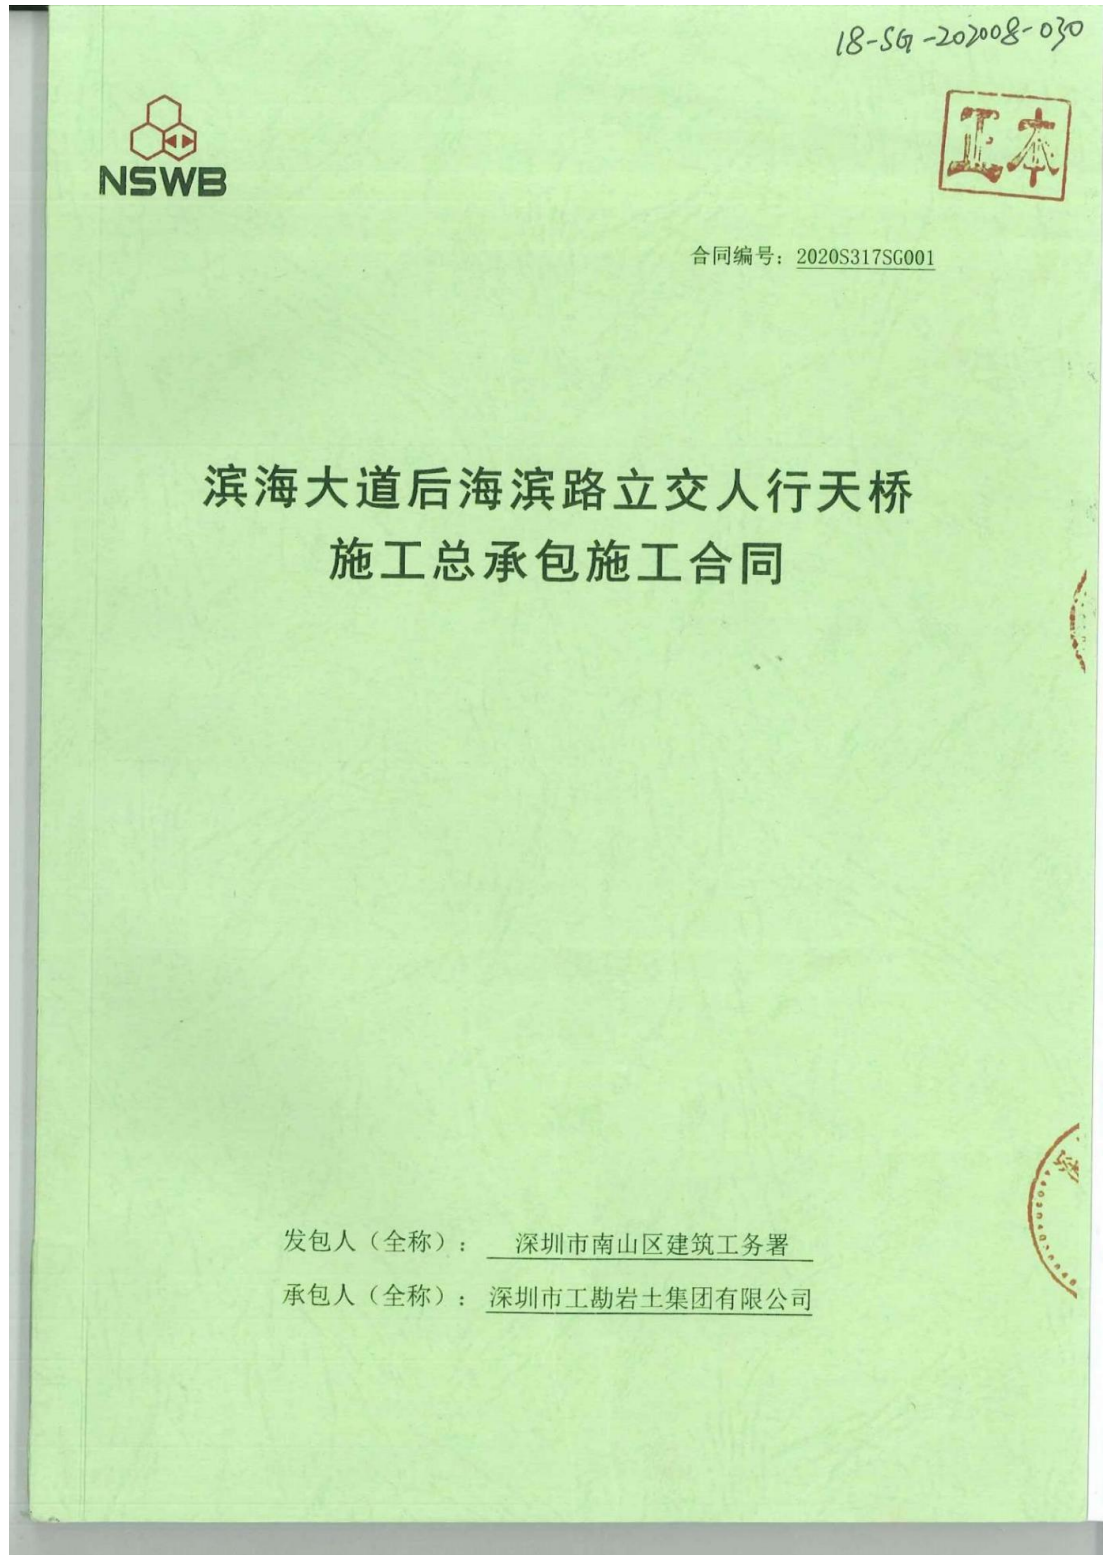 18-SG-202008-030
正本
NSWB
合同编号：2020S317SG001
滨海大道后海滨路立交人行天桥
施工总承包施工合同
发包人（全称）：深圳市南山区建筑工务署
承包人（全称）：深圳市工勘岩土集团有限公司